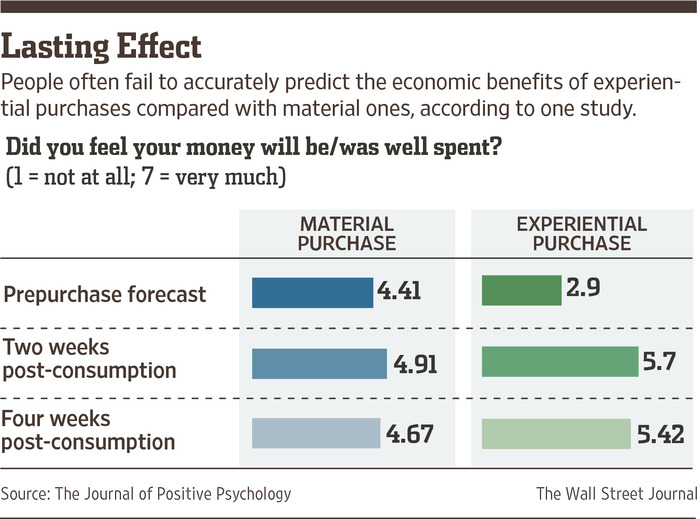 Lasting Effect
People often fail to accurately predict the economic benefits of experien-
tial purchases compared with material ones, according to one study.
Did you feel your money will be/was well spent?
(1 = not at all; 7 = very much)
MATERIAL
PURCHASE
EXPERIENTIAL
PURCHASE
Prepurchase forecast
4.41
2.9
Two weeks
post-consumption
4.91
5.7
Four weeks
post-consumption
4.67
5.42
Source: The Journal of Positive Psychology
The Wall Street Journal